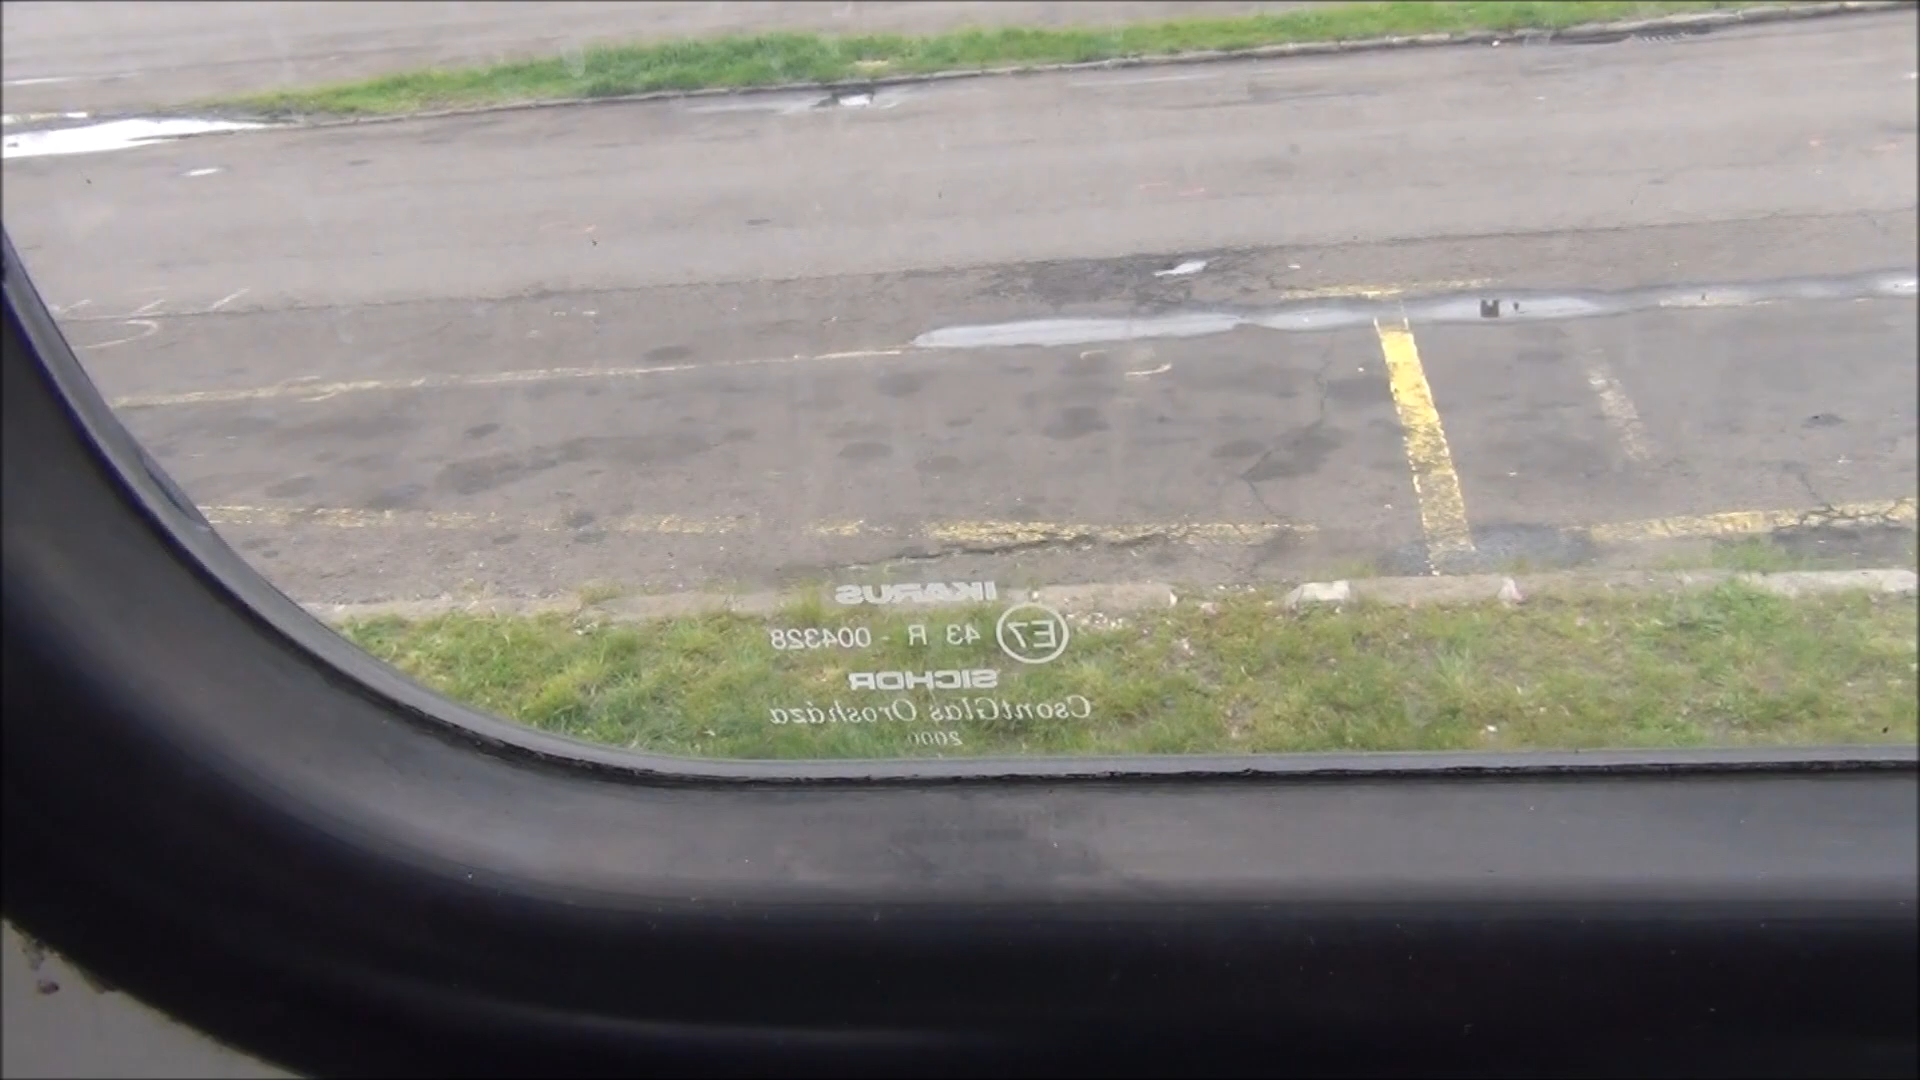 IKARUS
E7 43 R - 004328
SICHOR
CsontGlas Orosháza
2000